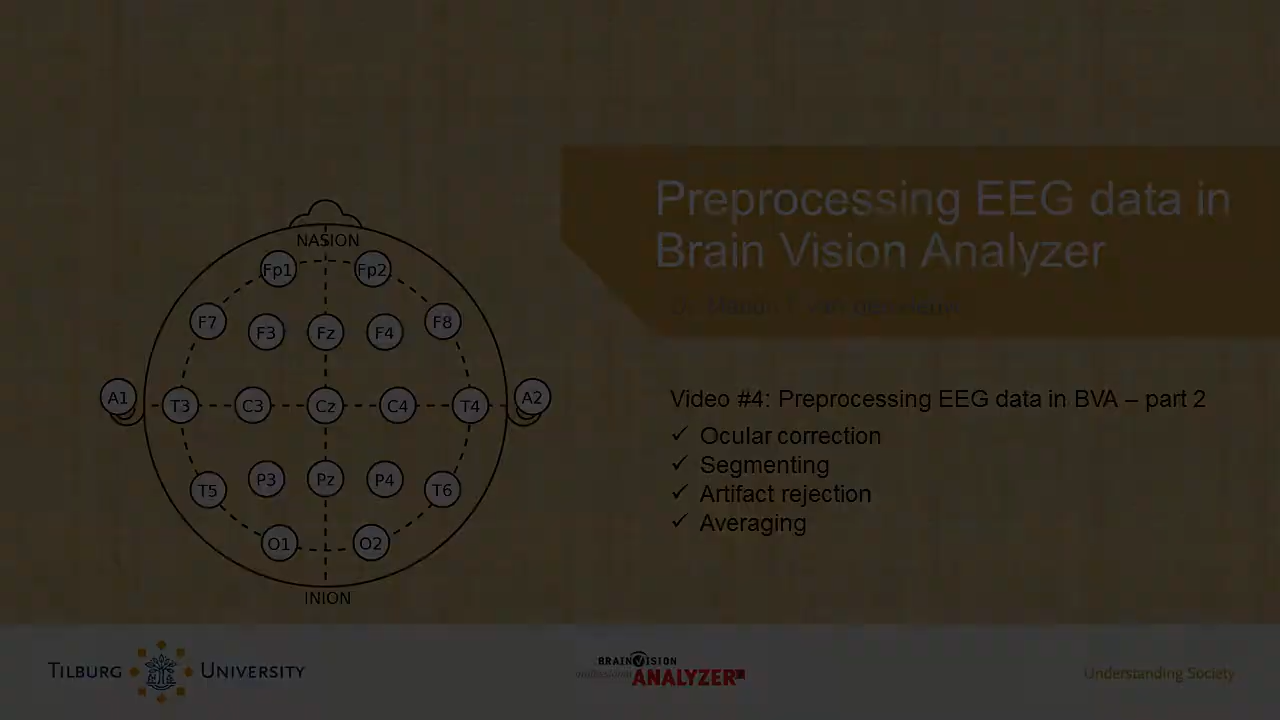 Preprocessing EEG data in
Brain Vision Analyzer
NASION
Fp1 Fp2
F7 F3 Fz F4 F8
A1 T3 C3 Cz C4 T4 A2
T5 P3 Pz P4 T6
O1 O2
INION
Video #4: Preprocessing EEG data in BVA – part 2
✓ Ocular correction
✓ Segmenting
✓ Artifact rejection
✓ Averaging
TILBURG UNIVERSITY
BRAINVISION
professional ANALYZER
Understanding Society